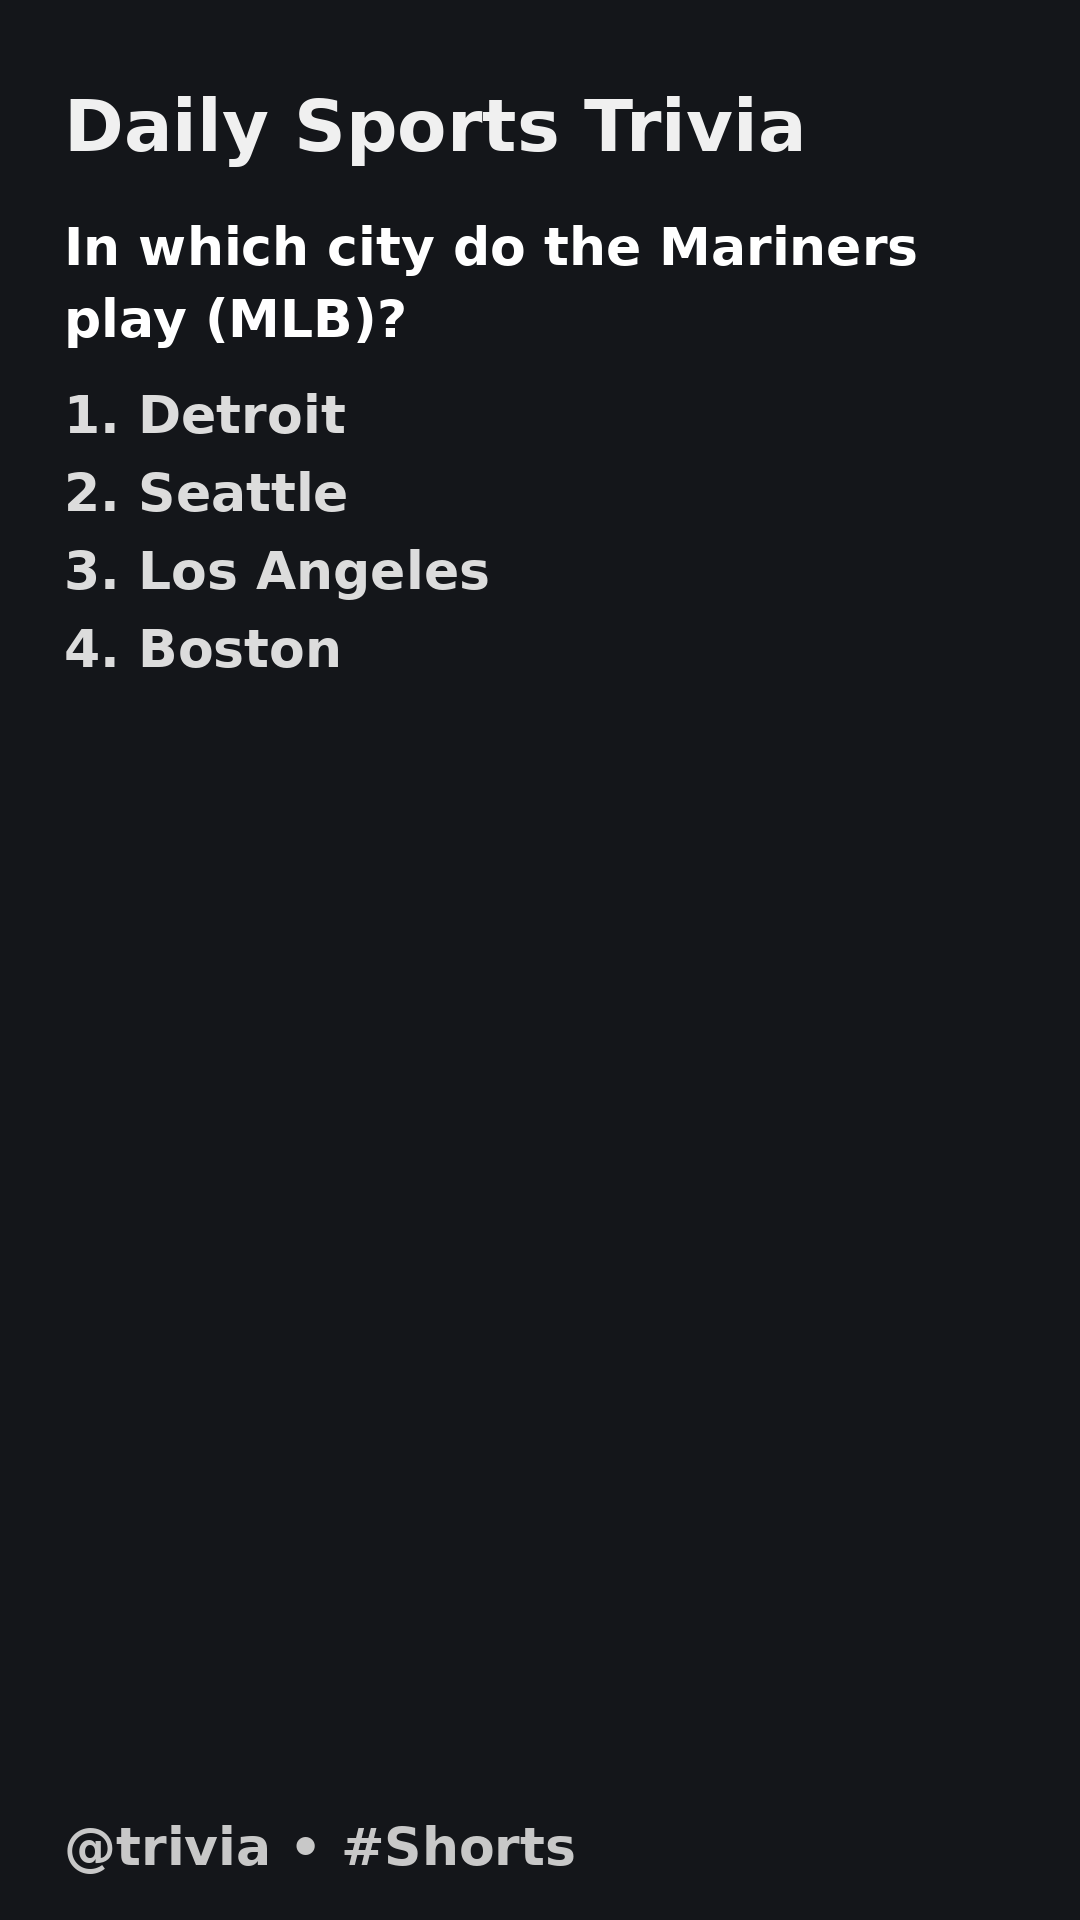 Daily Sports Trivia
In which city do the Mariners
play (MLB)?
1. Detroit
2. Seattle
3. Los Angeles
4. Boston
@trivia • #Shorts